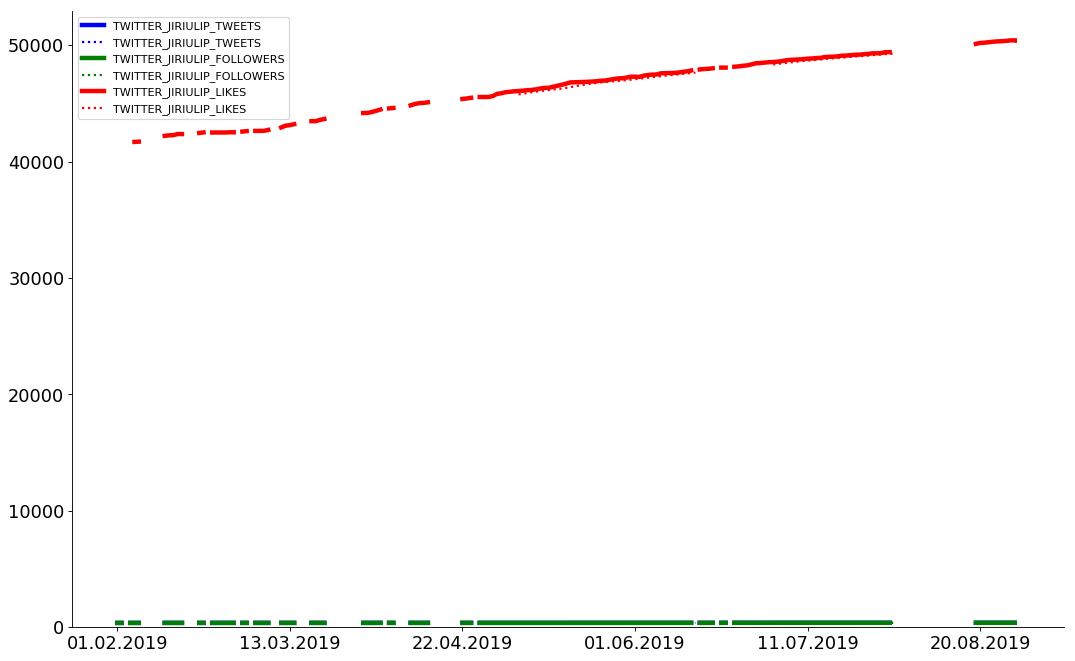 TWITTER_JIRIULIP_TWEETS
TWITTER_JIRIULIP_TWEETS
TWITTER_JIRIULIP_FOLLOWERS
TWITTER_JIRIULIP_FOLLOWERS
TWITTER_JIRIULIP_LIKES
TWITTER_JIRIULIP_LIKES
50000
40000
30000
20000
10000
0
01.02.2019 13.03.2019 22.04.2019 01.06.2019 11.07.2019 20.08.2019